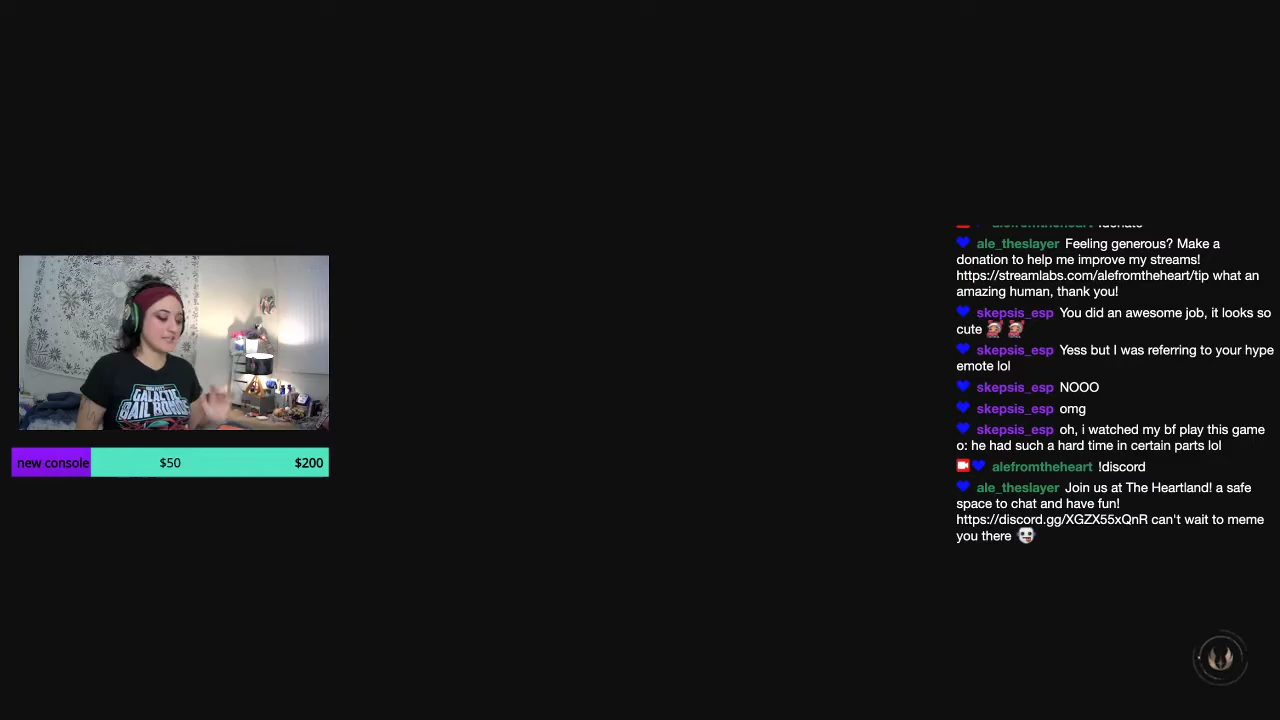 ale_theslayer Feeling generous? Make a
donation to help me improve my streams!
https://streamlabs.com/alefromtheheart/tip what an
amazing human, thank you!
skepsis_esp You did an awesome job, it looks so
cute
skepsis_esp Yess but I was referring to your hype
emote lol
skepsis_esp NOOO
skepsis_esp omg
skepsis_esp oh, i watched my bf play this game
o: he had such a hard time in certain parts lol
alefromtheheart !discord
ale_theslayer Join us at The Heartland! a safe
space to chat and have fun!
https://discord.gg/XGZX55xQnR can't wait to meme
you there
GALACTIC
BAIL BONDS
new console $50 $200